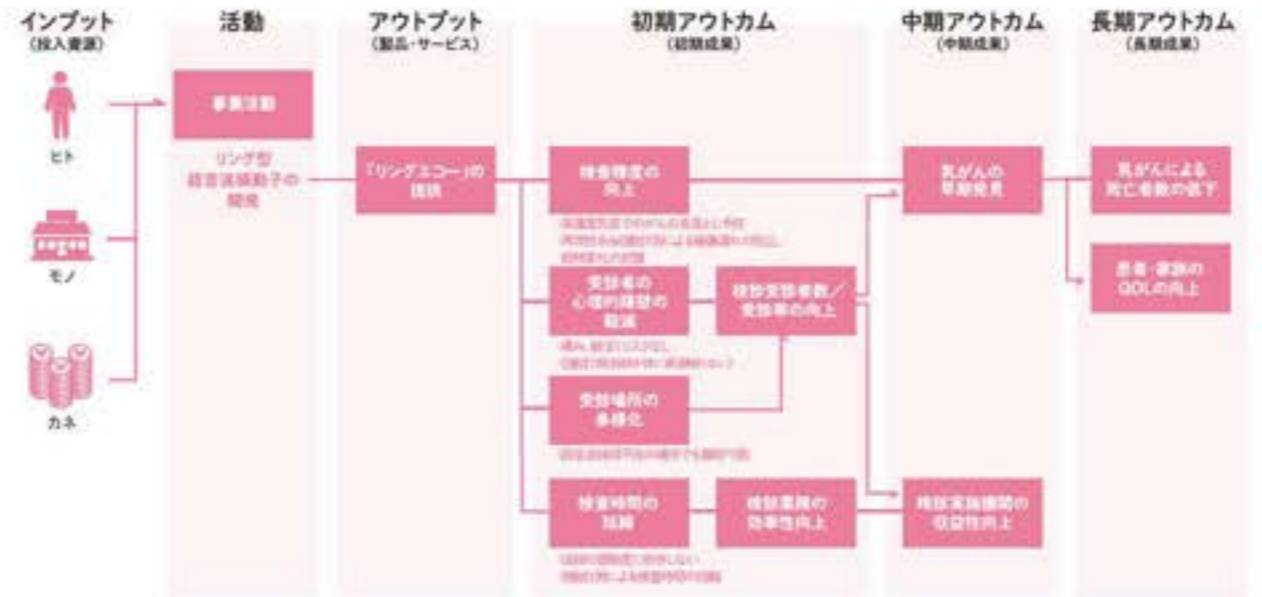 インプット
(投入資源)
活動
アウトプット
(製品・サービス)
初期アウトカム
(初期成果)
中期アウトカム
(中期成果)
長期アウトカム
(長期成果)
ヒト
モノ
カネ
事業活動
リング型
超音波振動子の
開発
「リングエコー」の
提供
検査精度の
向上
受診者の
心理的障壁の
軽減
検診受診者数/
受診率の向上
受診場所の
多様化
検査時間の
短縮
検診業務の
効率性向上
乳がんの
早期発見
検診実施機関の
収益性向上
乳がんによる
死亡者数の低下
患者・家族の
QOLの向上